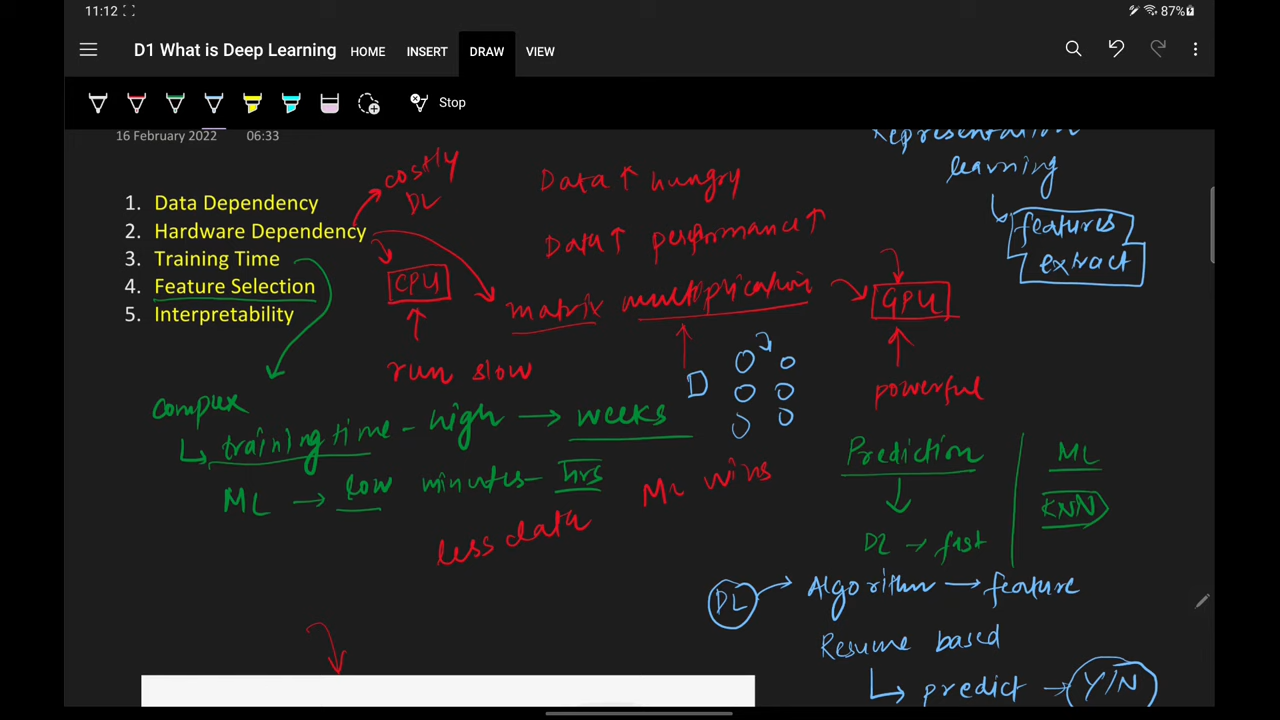 11:12
87%
D1 What is Deep Learning
HOME
INSERT
DRAW
VIEW
Stop
16 February 2022
06:33
Representation
learning
features
extract
costly
DL
Data ↑ hungry
Data ↑ performance ↑
1. Data Dependency
2. Hardware Dependency
3. Training Time
4. Feature Selection
5. Interpretability
CPU
run slow
matrix multiplication
GPU
powerful
D
Complex
training time - high → weeks
ML → low minutes - hrs
less data
ML wins
Prediction
DL → fast
ML
KNN
DL
Algorithm → feature
Resume based
predict → Y/N